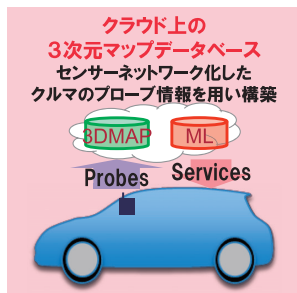 クラウド上の
３次元マップデータベース
センサーネットワーク化した
クルマのプローブ情報を用い構築
3DMAP ML
Probes Services